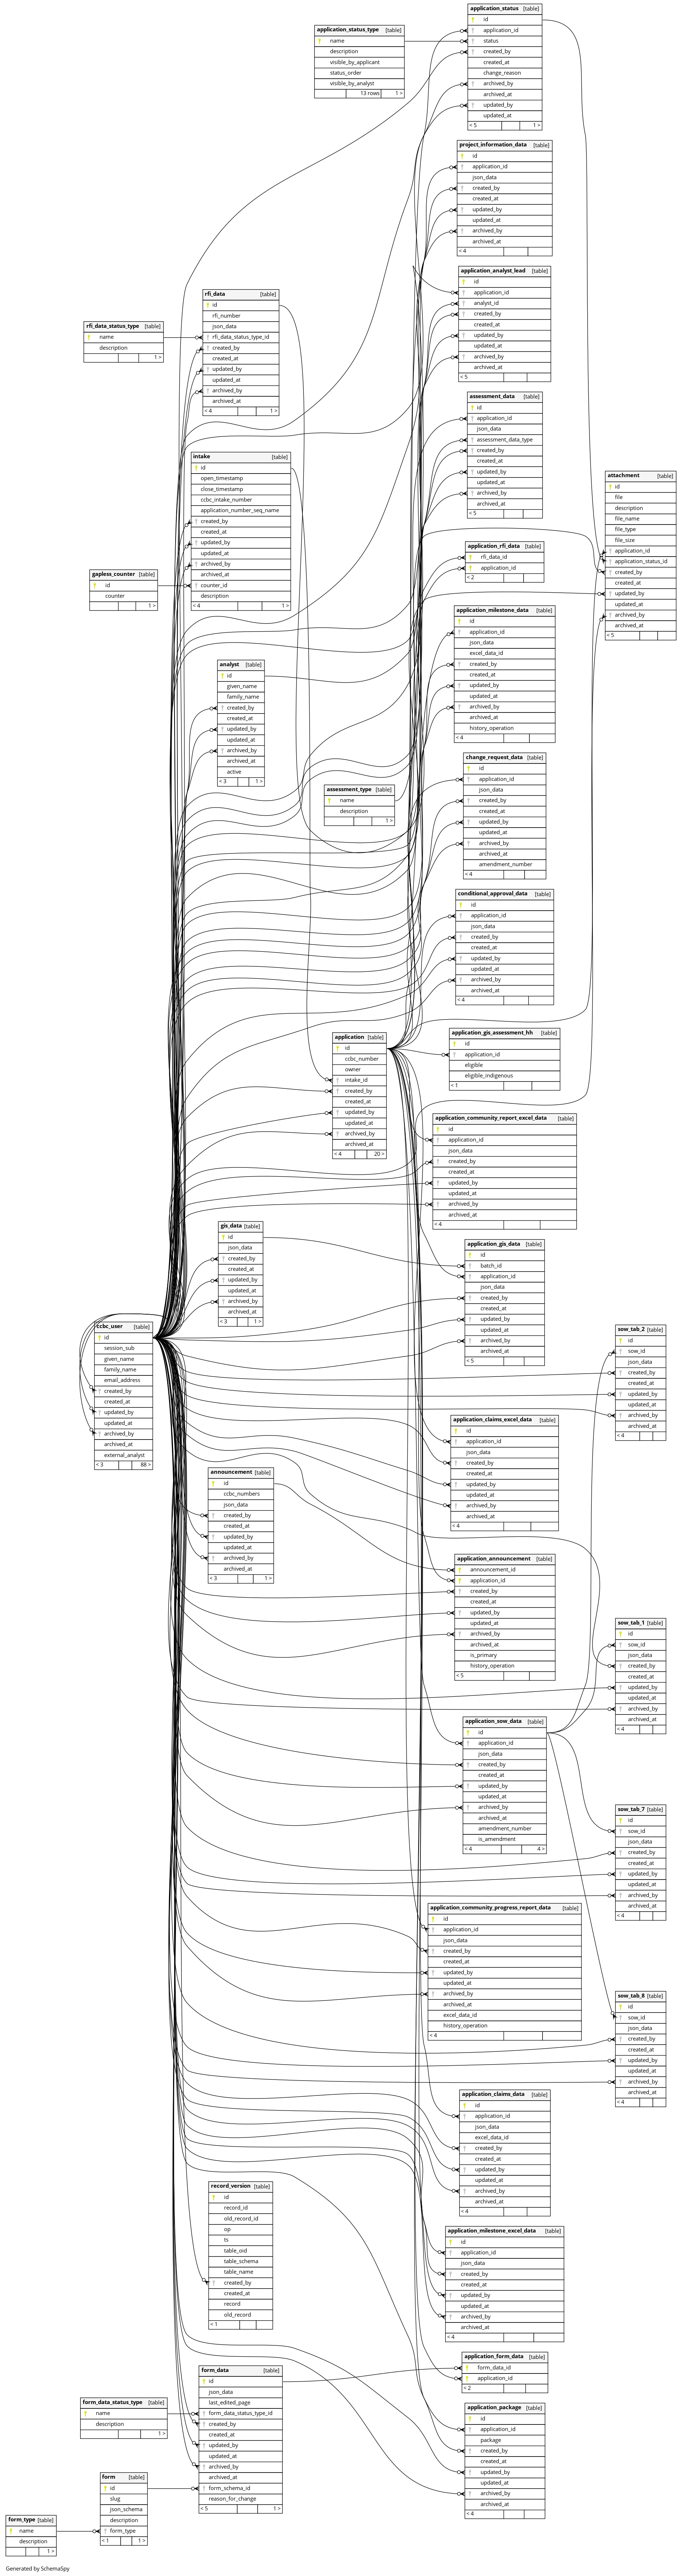 application_status [table]
id
application_id
status
created_by
created_at
change_reason
archived_by
archived_at
updated_by
updated_at
< 5 1 >
application_status_type [table]
name
description
visible_by_applicant
status_order
visible_by_analyst
13 rows 1 >
project_information_data [table]
id
application_id
json_data
created_by
created_at
updated_by
updated_at
archived_by
archived_at
< 4
application_analyst_lead [table]
id
application_id
analyst_id
created_by
created_at
updated_by
updated_at
archived_by
archived_at
< 5
rfi_data [table]
id
rfi_number
json_data
rfi_data_status_type_id
created_by
created_at
updated_by
updated_at
archived_by
archived_at
< 4 1 >
rfi_data_status_type [table]
name
description
1 >
assessment_data [table]
id
application_id
json_data
assessment_data_type
created_by
created_at
updated_by
updated_at
archived_by
archived_at
< 5
intake [table]
id
open_timestamp
close_timestamp
ccbc_intake_number
application_number_seq_name
created_by
created_at
updated_by
updated_at
archived_by
archived_at
counter_id
description
< 4 1 >
attachment [table]
id
file
description
file_name
file_type
file_size
application_id
application_status_id
created_by
created_at
updated_by
updated_at
archived_by
archived_at
< 5
gapless_counter [table]
id
counter
1 >
application_rfi_data [table]
rfi_data_id
application_id
< 2
application_milestone_data [table]
id
application_id
json_data
excel_data_id
created_by
created_at
updated_by
updated_at
archived_by
archived_at
history_operation
< 4
analyst [table]
id
given_name
family_name
created_by
created_at
updated_by
updated_at
archived_by
archived_at
active
< 3 1 >
change_request_data [table]
id
application_id
json_data
created_by
created_at
updated_by
updated_at
archived_by
archived_at
amendment_number
< 4
assessment_type [table]
name
description
1 >
conditional_approval_data [table]
id
application_id
json_data
created_by
created_at
updated_by
updated_at
archived_by
archived_at
< 4
application [table]
id
ccbc_number
owner
intake_id
created_by
created_at
updated_by
updated_at
archived_by
archived_at
< 4 20 >
application_gis_assessment_hh [table]
id
application_id
eligible
eligible_indigenous
< 1
application_community_report_excel_data [table]
id
application_id
json_data
created_by
created_at
updated_by
updated_at
archived_by
archived_at
< 4
gis_data [table]
id
json_data
created_by
created_at
updated_by
updated_at
archived_by
archived_at
< 3 1 >
application_gis_data [table]
id
batch_id
application_id
json_data
created_by
created_at
updated_by
updated_at
archived_by
archived_at
< 5
ccbc_user [table]
id
session_sub
given_name
family_name
email_address
created_by
created_at
updated_by
updated_at
archived_by
archived_at
external_analyst
< 3 88 >
sow_tab_2 [table]
id
sow_id
json_data
created_by
created_at
updated_by
updated_at
archived_by
archived_at
< 4
application_claims_excel_data [table]
id
application_id
json_data
created_by
created_at
updated_by
updated_at
archived_by
archived_at
< 4
announcement [table]
id
ccbc_numbers
json_data
created_by
created_at
updated_by
updated_at
archived_by
archived_at
< 3 1 >
application_announcement [table]
announcement_id
application_id
created_by
created_at
updated_by
updated_at
archived_by
archived_at
is_primary
history_operation
< 5
sow_tab_1 [table]
id
sow_id
json_data
created_by
created_at
updated_by
updated_at
archived_by
archived_at
< 4
application_sow_data [table]
id
application_id
json_data
created_by
created_at
updated_by
updated_at
archived_by
archived_at
amendment_number
is_amendment
< 4 4 >
sow_tab_7 [table]
id
sow_id
json_data
created_by
created_at
updated_by
updated_at
archived_by
archived_at
< 4
application_community_progress_report_data [table]
id
application_id
json_data
created_by
created_at
updated_by
updated_at
archived_by
archived_at
excel_data_id
history_operation
< 4
sow_tab_8 [table]
id
sow_id
json_data
created_by
created_at
updated_by
updated_at
archived_by
archived_at
< 4
application_claims_data [table]
id
application_id
json_data
excel_data_id
created_by
created_at
updated_by
updated_at
archived_by
archived_at
< 4
record_version [table]
id
record_id
old_record_id
op
ts
table_oid
table_schema
table_name
created_by
created_at
record
old_record
< 1
application_milestone_excel_data [table]
id
application_id
json_data
created_by
created_at
updated_by
updated_at
archived_by
archived_at
< 4
application_form_data [table]
form_data_id
application_id
< 2
form_data [table]
id
json_data
last_edited_page
form_data_status_type_id
created_by
created_at
updated_by
updated_at
archived_by
archived_at
form_schema_id
reason_for_change
< 5 1 >
form_data_status_type [table]
name
description
1 >
application_package [table]
id
application_id
package
created_by
created_at
updated_by
updated_at
archived_by
archived_at
< 4
form [table]
id
slug
json_schema
description
form_type
< 1 1 >
form_type [table]
name
description
1 >
Generated by SchemaSpy